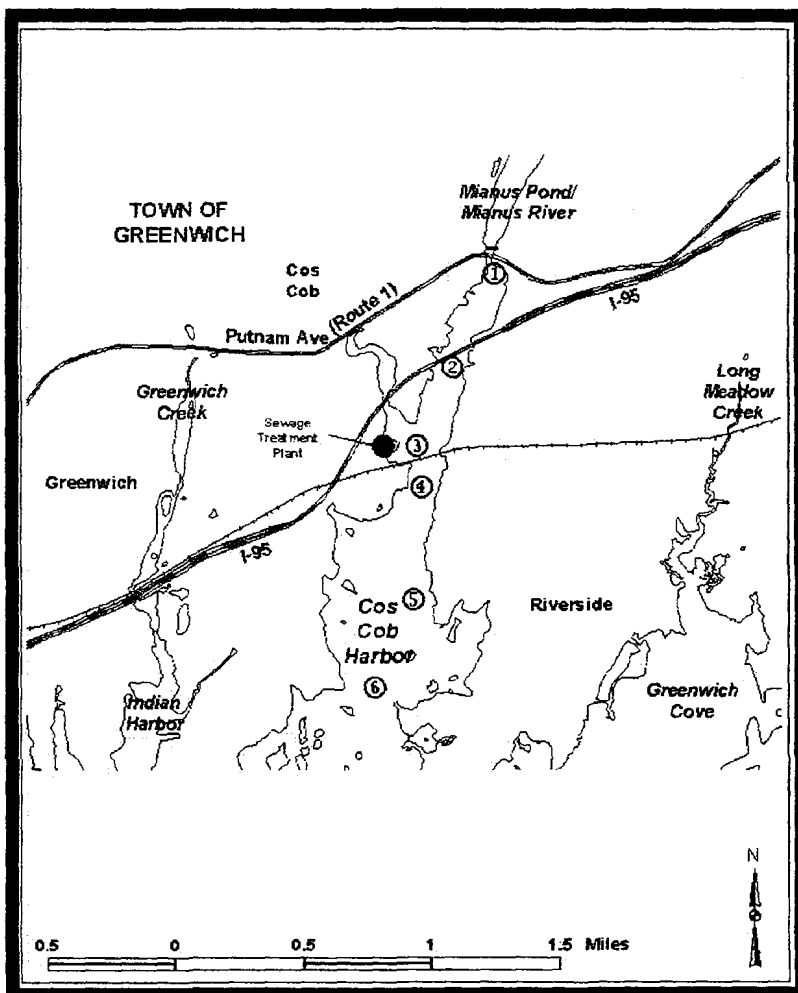 TOWN OF
GREENWICH
Mianus Pond/
Mianus River
Cos
Cob
①
Putnam Ave (Route 1)
I-95
②
Greenwich
Creek
Long
Meadow
Creek
Sewage
Treatment
Plant
③
Greenwich
④
I-95
⑤
Cos
Cob
Harbor
Riverside
⑥
Indian
Harbor
Greenwich
Cove
N
0.5 0 0.5 1 1.5 Miles